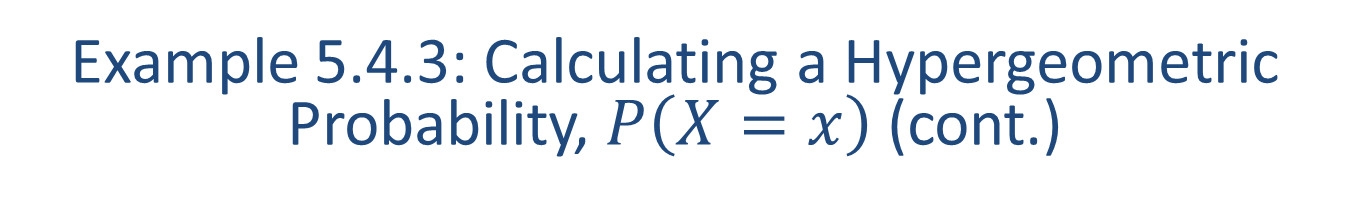 Example 5.4.3: Calculating a Hypergeometric
Probability, P(X = x) (cont.)